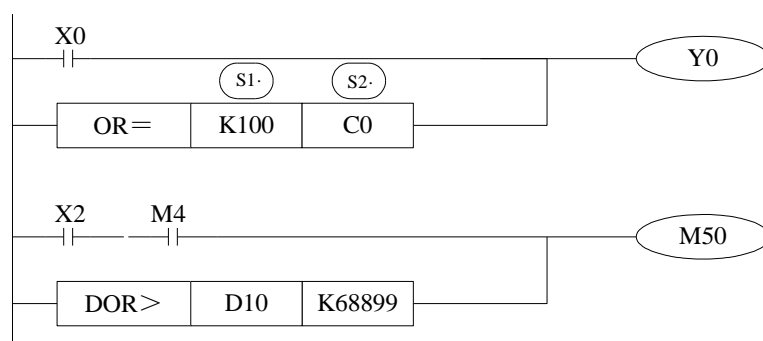 X0
Y0
S1· S2·
OR＝ K100 C0
X2 M4
M50
DOR> D10 K68899